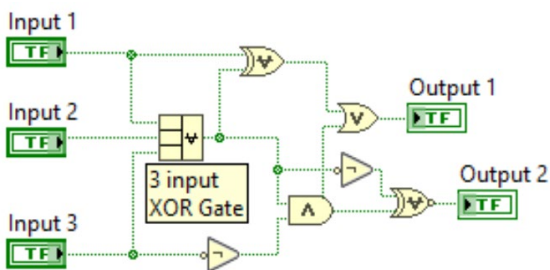 Input 1
TF
Output 1
TF
Input 2
TF
3 input
XOR Gate
Output 2
TF
Input 3
TF